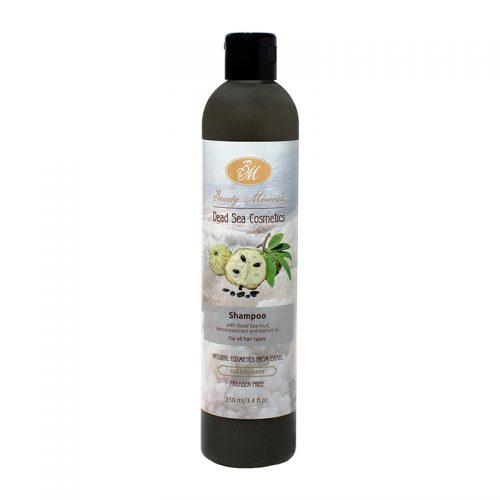 BM
Beauty Minerals
Dead Sea Cosmetics
Shampoo
with Dead Sea mud,
Annona extract and walnut oil
For all hair types
NATURAL COSMETICS FROM ISRAEL
GOLDEN MARK
PARABEN FREE
350 ml/3.4 fl.oz